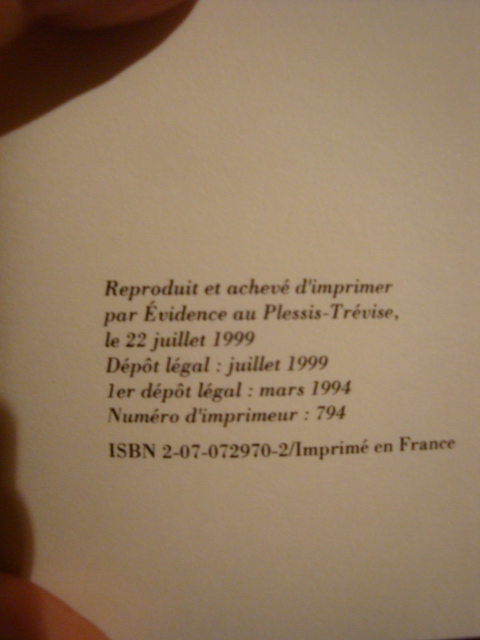 Reproduit et achevé d'imprimer
par Évidence au Plessis-Trévise,
le 22 juillet 1999
Dépôt légal : juillet 1999
1er dépôt légal : mars 1994
Numéro d'imprimeur : 794
ISBN 2-07-072970-2/Imprimé en France